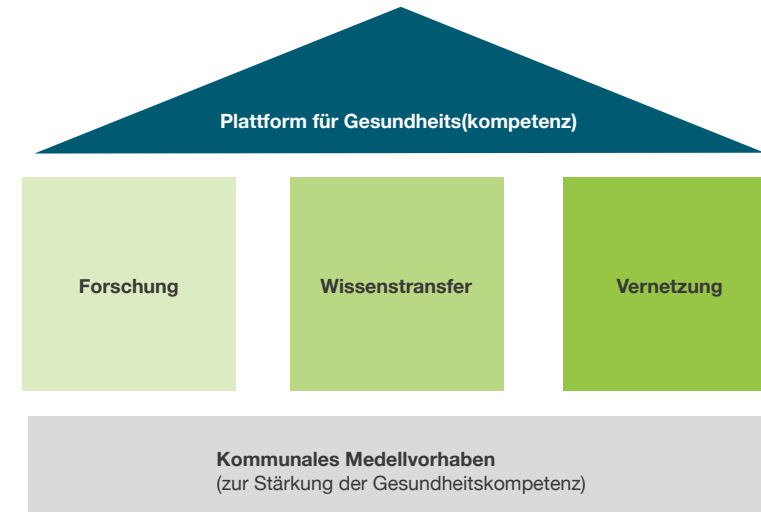 Plattform für Gesundheits(kompetenz)
Forschung
Wissenstransfer
Vernetzung
Kommunales Medellvorhaben
(zur Stärkung der Gesundheitskompetenz)